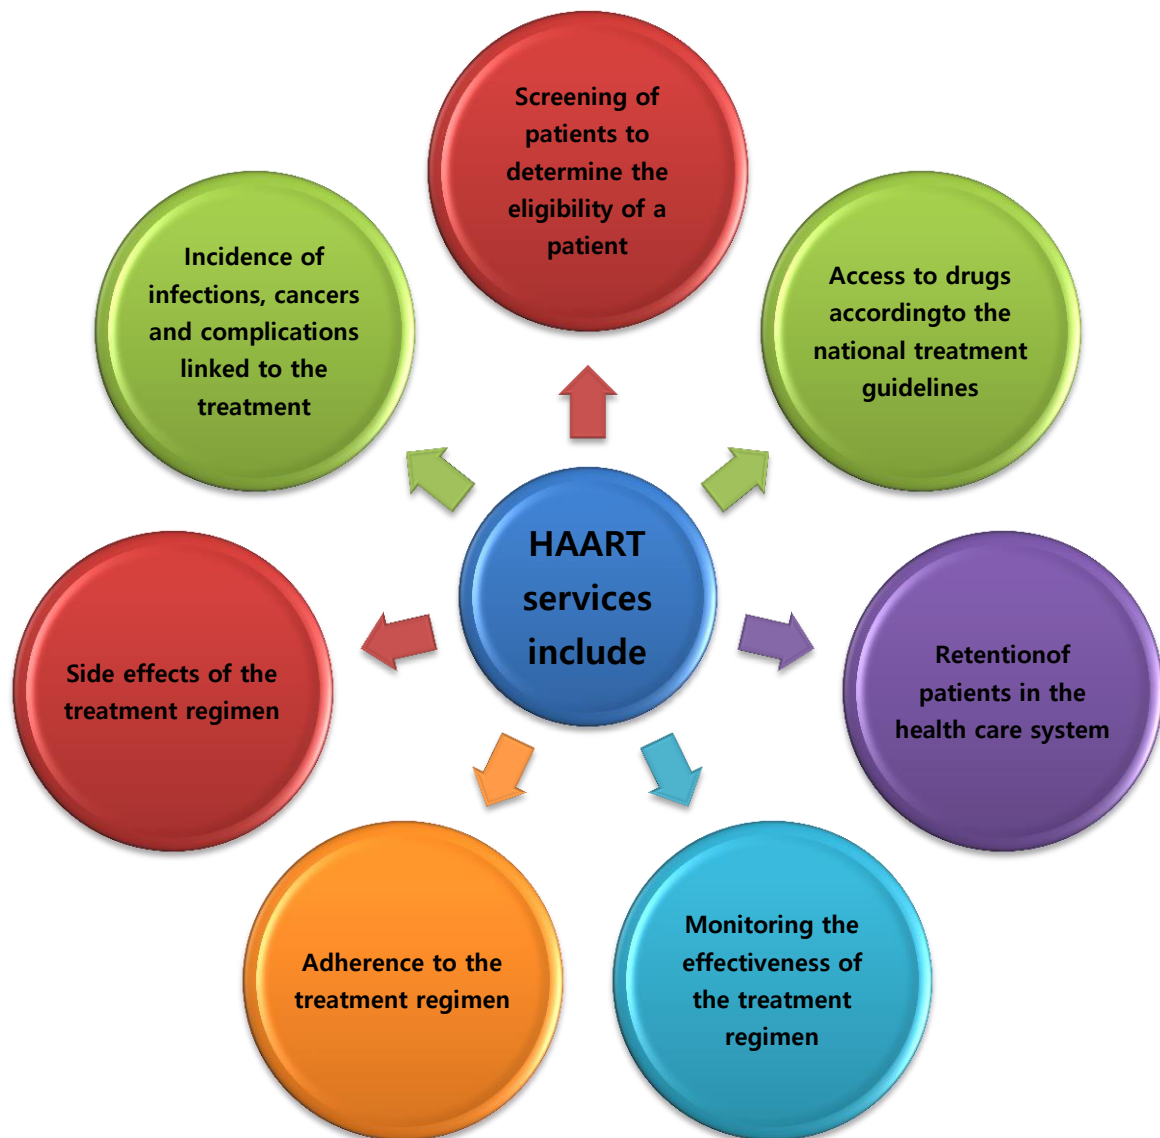 Screening of
patients to
determine the
eligibility of a
patient
Access to drugs
accordingto the
national treatment
guidelines
Retentionof
patients in the
health care system
Monitoring the
effectiveness of
the treatment
regimen
Adherence to the
treatment regimen
Side effects of the
treatment regimen
Incidence of
infections, cancers
and complications
linked to the
treatment
HAART
services
include